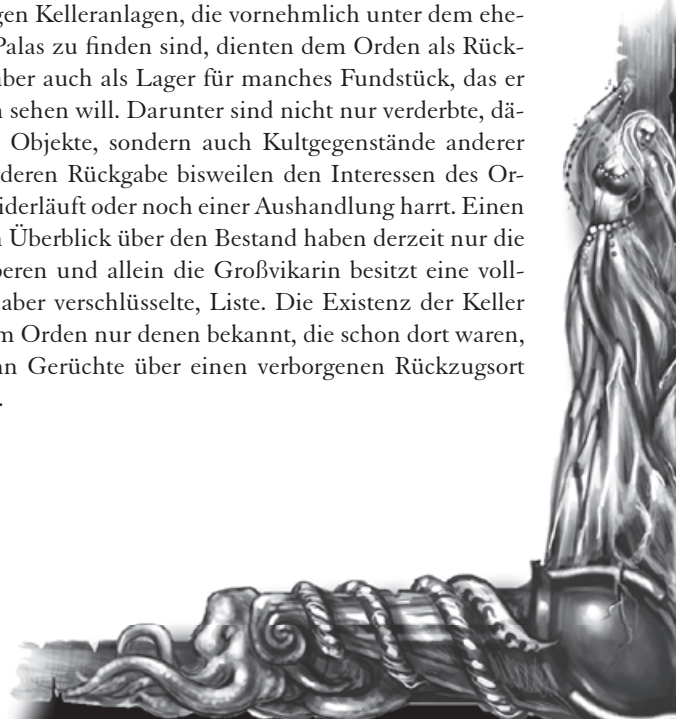 gen Kelleranlagen, die vornehmlich unter dem ehe-
Palas zu finden sind, dienten dem Orden als Rück-
ber auch als Lager für manches Fundstück, das er
n sehen will. Darunter sind nicht nur verderbte, dä-
Objekte, sondern auch Kultgegenstände anderer
deren Rückgabe bisweilen den Interessen des Or-
iderläuft oder noch einer Aushandlung harrt. Einen
n Überblick über den Bestand haben derzeit nur die
beren und allein die Großvikarin besitzt eine voll-
aber verschlüsselte, Liste. Die Existenz der Keller
m Orden nur denen bekannt, die schon dort waren,
nn Gerüchte über einen verborgenen Rückzugsort
.